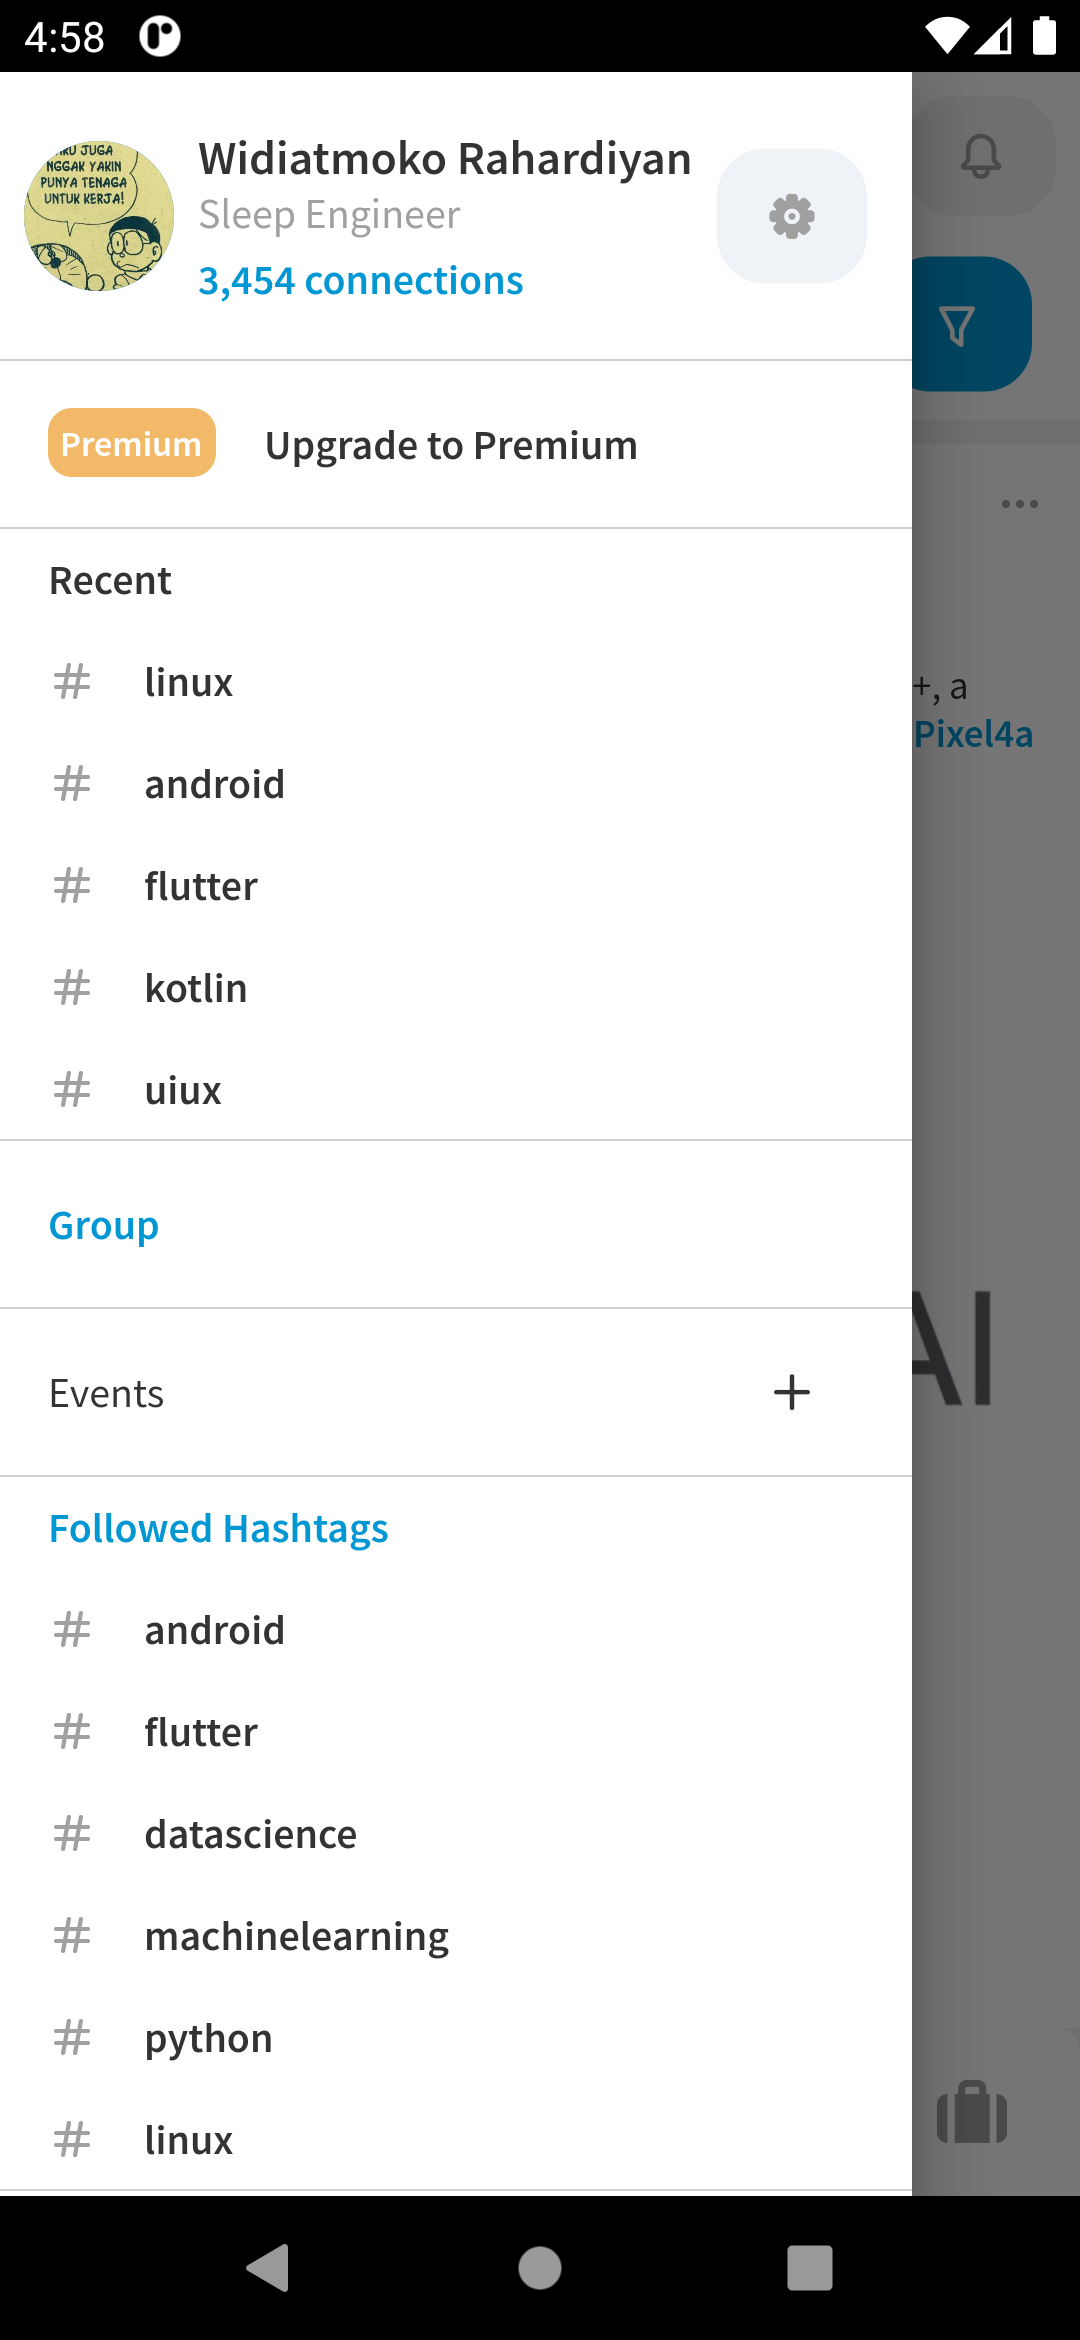 4:58
AKU JUGA
NGGAK YAKIN
PUNYA TENAGA
UNTUK KERJA!
Widiatmoko Rahardiyan
Sleep Engineer
3,454 connections
Premium
Upgrade to Premium
Recent
# linux
# android
# flutter
# kotlin
# uiux
+, a
Pixel4a
Group
AI
Events
+
Followed Hashtags
# android
# flutter
# datascience
# machinelearning
# python
# linux